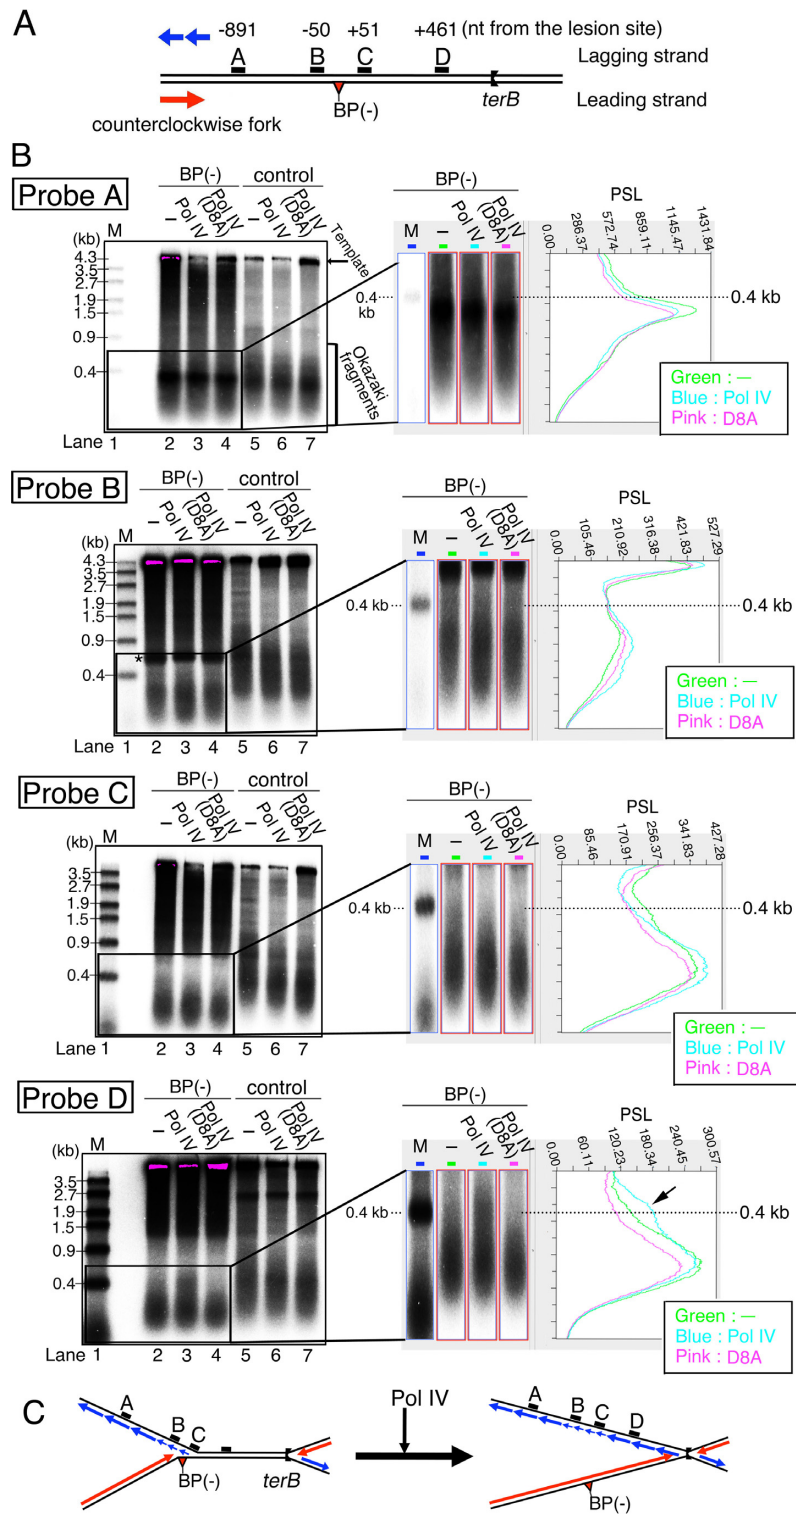 A
-891 -50 +51 +461 (nt from the lesion site)
A B C D Lagging strand
BP(-) terB Leading strand
counterclockwise fork
B
Probe A
BP(-) control
M – Pol IV Pol IV (D8A) – Pol IV Pol IV (D8A)
(kb)
4.3
3.5
2.7
1.9
1.5
0.9
0.4
Template
Okazaki fragments
Lane 1 2 3 4 5 6 7
BP(-)
M – Pol IV Pol IV (D8A)
0.4 kb
PSL
0.00 286.37 572.74 859.11 1145.47 1431.84
0.4 kb
Green : —
Blue : Pol IV
Pink : D8A
Probe B
BP(-) control
M – Pol IV Pol IV (D8A) – Pol IV Pol IV (D8A)
(kb)
4.3
3.5
2.7
1.9
1.5
0.9
*
0.4
Lane 1 2 3 4 5 6 7
BP(-)
M – Pol IV Pol IV (D8A)
0.4 kb
PSL
0.00 105.46 210.92 316.38 421.83 527.29
0.4 kb
Green : —
Blue : Pol IV
Pink : D8A
Probe C
BP(-) control
M – Pol IV Pol IV (D8A) – Pol IV Pol IV (D8A)
(kb)
3.5
2.7
1.9
1.5
0.9
0.4
Lane 1 2 3 4 5 6 7
BP(-)
M – Pol IV Pol IV (D8A)
0.4 kb
PSL
0.00 85.46 170.91 256.37 341.83 427.28
0.4 kb
Green : —
Blue : Pol IV
Pink : D8A
Probe D
BP(-) control
M – Pol IV Pol IV (D8A) – Pol IV Pol IV (D8A)
(kb)
3.5
2.7
1.9
1.5
0.9
0.4
Lane 1 2 3 4 5 6 7
BP(-)
M – Pol IV Pol IV (D8A)
0.4 kb
PSL
0.00 60.11 120.23 180.34 240.45 300.57
0.4 kb
Green : —
Blue : Pol IV
Pink : D8A
C
A B C
BP(-) terB
Pol IV
A B C D
BP(-)